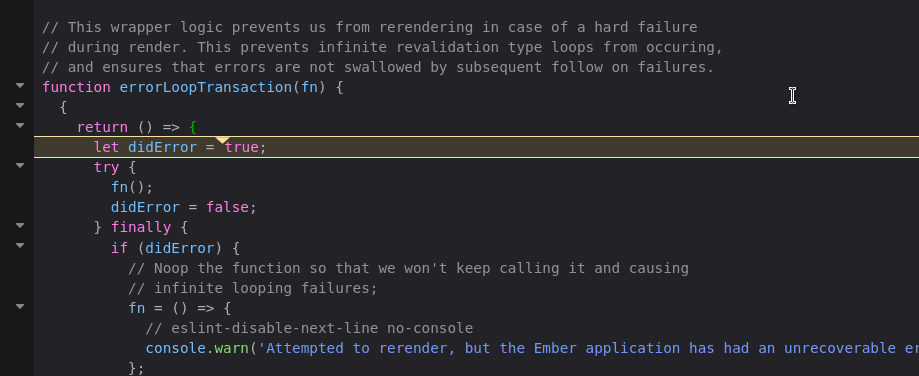 // This wrapper logic prevents us from rerendering in case of a hard failure
// during render. This prevents infinite revalidation type loops from occuring,
// and ensures that errors are not swallowed by subsequent follow on failures.
function errorLoopTransaction(fn) {
{
return () => {
let didError = true;
try {
fn();
didError = false;
} finally {
if (didError) {
// Noop the function so that we won't keep calling it and causing
// infinite looping failures;
fn = () => {
// eslint-disable-next-line no-console
console.warn('Attempted to rerender, but the Ember application has had an unrecoverable er
};